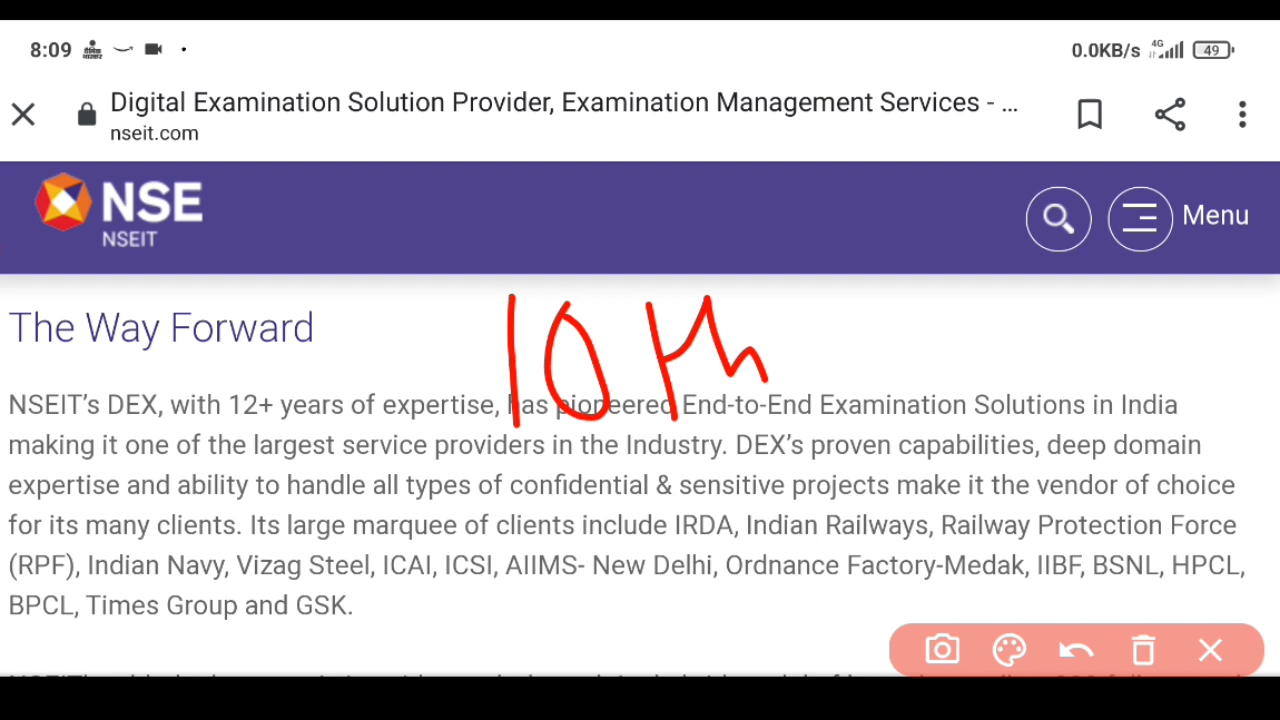 8:09
0.0KB/s 4G 49
Digital Examination Solution Provider, Examination Management Services - ...
nseit.com
NSE
NSEIT
Menu
The Way Forward
10 th
NSEIT’s DEX, with 12+ years of expertise, has pioneered End-to-End Examination Solutions in India
making it one of the largest service providers in the Industry. DEX’s proven capabilities, deep domain
expertise and ability to handle all types of confidential & sensitive projects make it the vendor of choice
for its many clients. Its large marquee of clients include IRDA, Indian Railways, Railway Protection Force
(RPF), Indian Navy, Vizag Steel, ICAI, ICSI, AIIMS- New Delhi, Ordnance Factory-Medak, IIBF, BSNL, HPCL,
BPCL, Times Group and GSK.